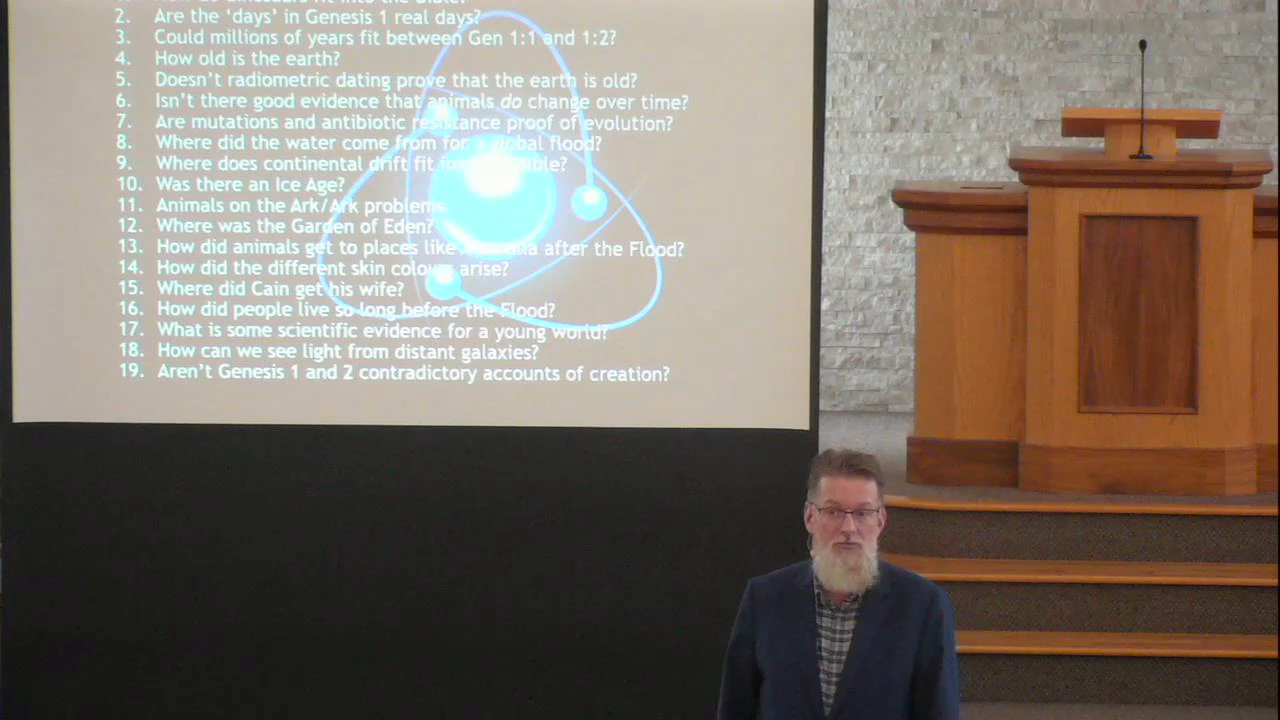 2. Are the ‘days’ in Genesis 1 real days?
3. Could millions of years fit between Gen 1:1 and 1:2?
4. How old is the earth?
5. Doesn’t radiometric dating prove that the earth is old?
6. Isn’t there good evidence that animals do change over time?
7. Are mutations and antibiotic resistance proof of evolution?
8. Where did the water come from for a global flood?
9. Where does continental drift fit
10. Was there an Ice Age?
11. Animals on the Ark/Ark problems
12. Where was the Garden of Eden?
13. How did animals get to places like after the Flood?
14. How did the different skin colours arise?
15. Where did Cain get his wife?
16. How did people live so long before the Flood?
17. What is some scientific evidence for a young world?
18. How can we see light from distant galaxies?
19. Aren’t Genesis 1 and 2 contradictory accounts of creation?